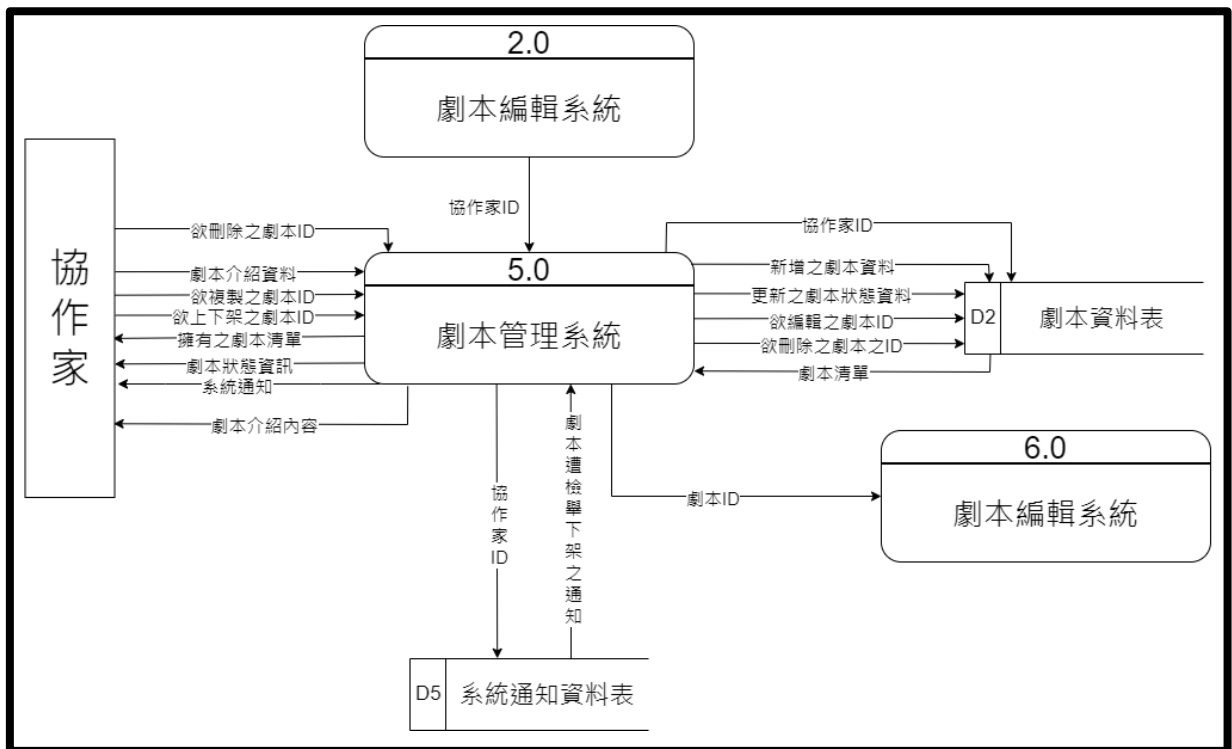 2.0
劇本編輯系統
協作家ID
協作家
欲刪除之劇本ID
劇本介紹資料
欲複製之劇本ID
欲上下架之劇本ID
擁有之劇本清單
劇本狀態資訊
系統通知
劇本介紹內容
5.0
劇本管理系統
協作家ID
新增之劇本資料
更新之劇本狀態資料
欲編輯之劇本ID
欲刪除之劇本之ID
劇本清單
D2
劇本資料表
6.0
劇本編輯系統
劇本ID
協作家ID
劇本遭檢舉下架之通知
D5
系統通知資料表